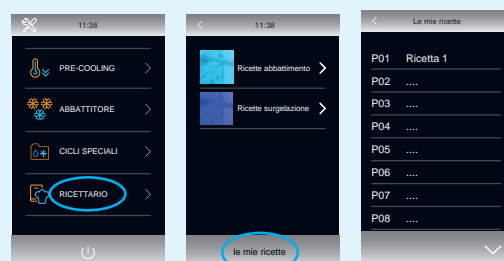 11:38
PRE-COOLING
ABBATTITORE
CICLI SPECIALI
RICETTARIO
11:38
Ricette abbattimento
Ricette surgelazione
le mie ricette
Le mie ricette
P01 Ricetta 1
P02 ....
P03 ....
P04 ....
P05 ....
P06 ....
P07 ....
P08 ....